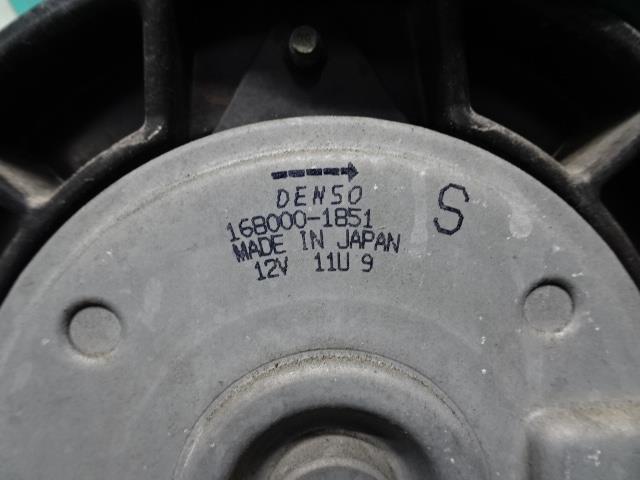 DENSO
168000-1851
S
MADE IN JAPAN
12V 11U 9